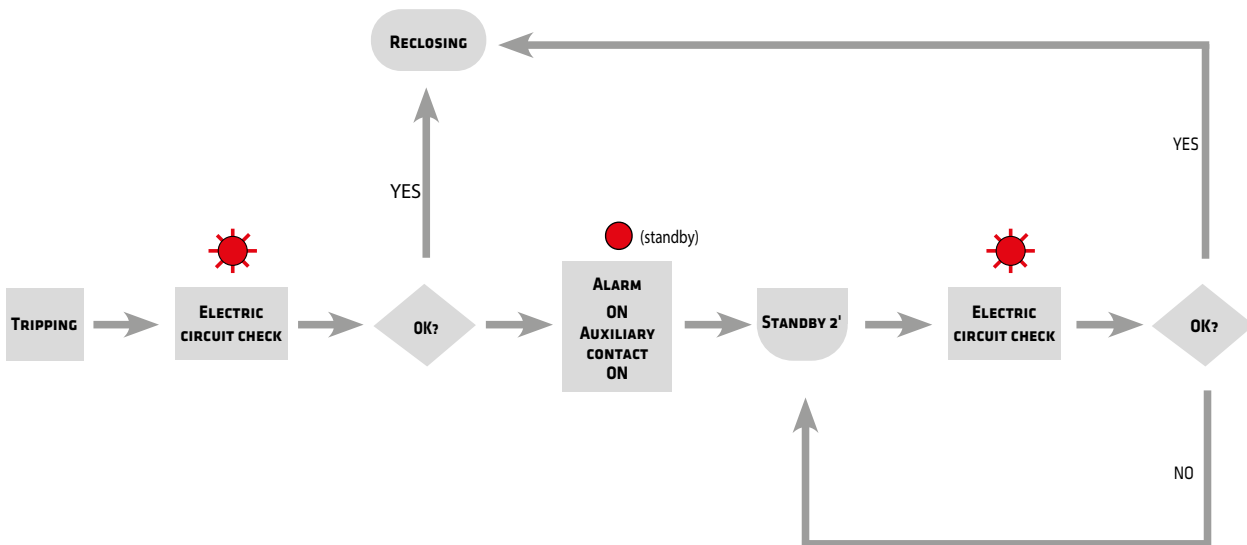 RECLOSING
YES
YES
(standby)
TRIPPING
ELECTRIC
CIRCUIT CHECK
OK?
ALARM
ON
AUXILIARY
CONTACT
ON
STANDBY 2'
ELECTRIC
CIRCUIT CHECK
OK?
NO